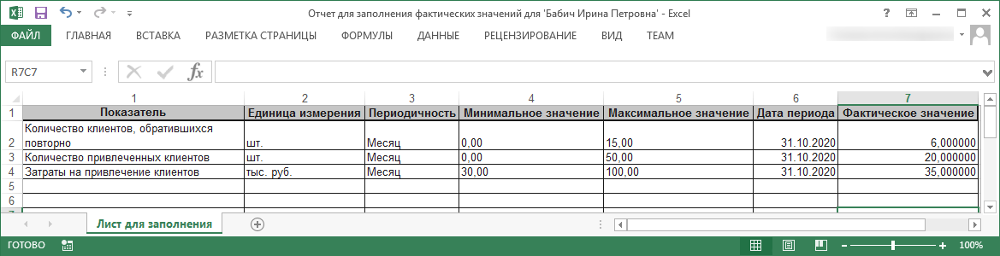 Отчет для заполнения фактических значений для 'Бабич Ирина Петровна' - Excel
ФАЙЛ ГЛАВНАЯ ВСТАВКА РАЗМЕТКА СТРАНИЦЫ ФОРМУЛЫ ДАННЫЕ РЕЦЕНЗИРОВАНИЕ ВИД TEAM
R7C7 fx
1 2 3 4 5 6 7
1 Показатель Единица измерения Периодичность Минимальное значение Максимальное значение Дата периода Фактическое значение
Количество клиентов, обратившихся
2 повторно шт. Месяц 0,00 15,00 31.10.2020 6,000000
3 Количество привлеченных клиентов шт. Месяц 0,00 50,00 31.10.2020 20,000000
4 Затраты на привлечение клиентов тыс. руб. Месяц 30,00 100,00 31.10.2020 35,000000
5
6
7
Лист для заполнения
ГОТОВО 100%